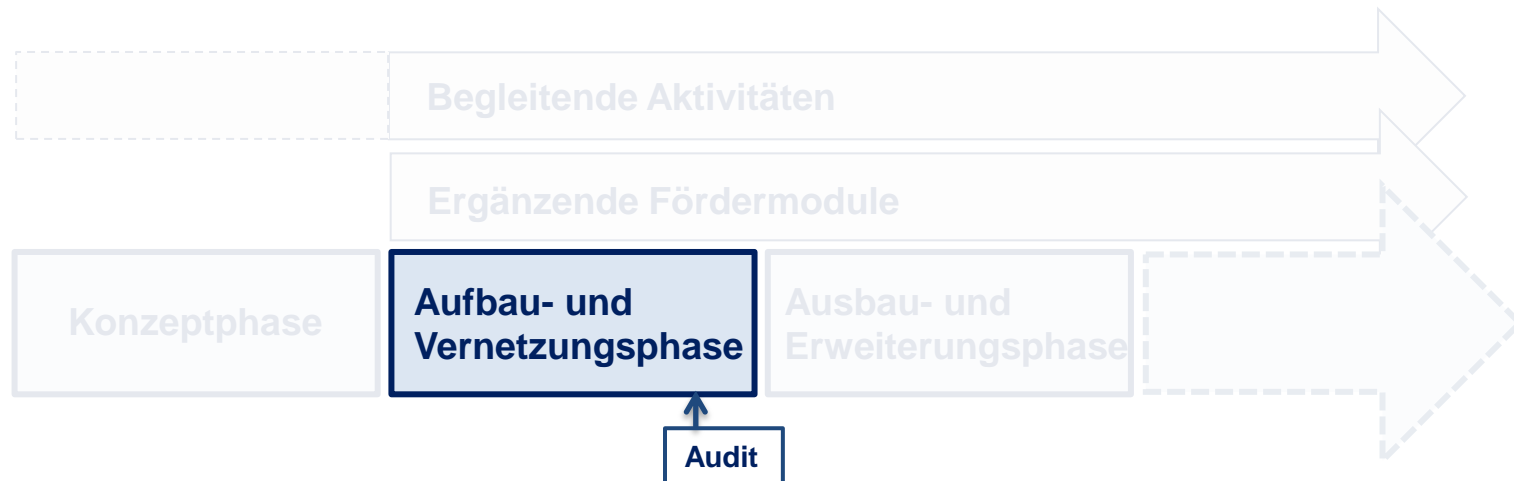 Begleitende Aktivitäten
Ergänzende Fördermodule
Konzeptphase
Aufbau- und
Vernetzungsphase
Ausbau- und
Erweiterungsphase
Audit